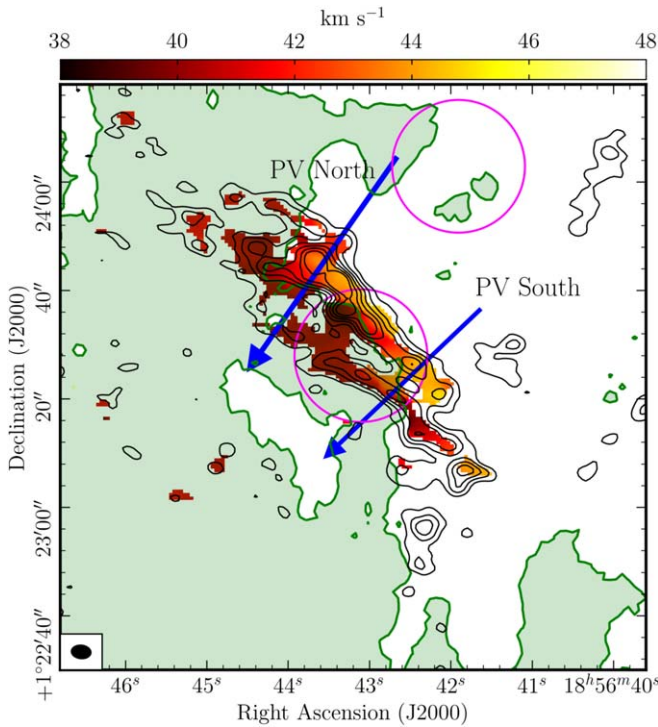 km s⁻¹
38 40 42 44 46 48
PV North
PV South
24'00"
40"
20"
23'00"
+1°22'40"
Declination (J2000)
46ˢ 45ˢ 44ˢ 43ˢ 42ˢ 41ˢ 18ʰ56ᵐ40ˢ
Right Ascension (J2000)